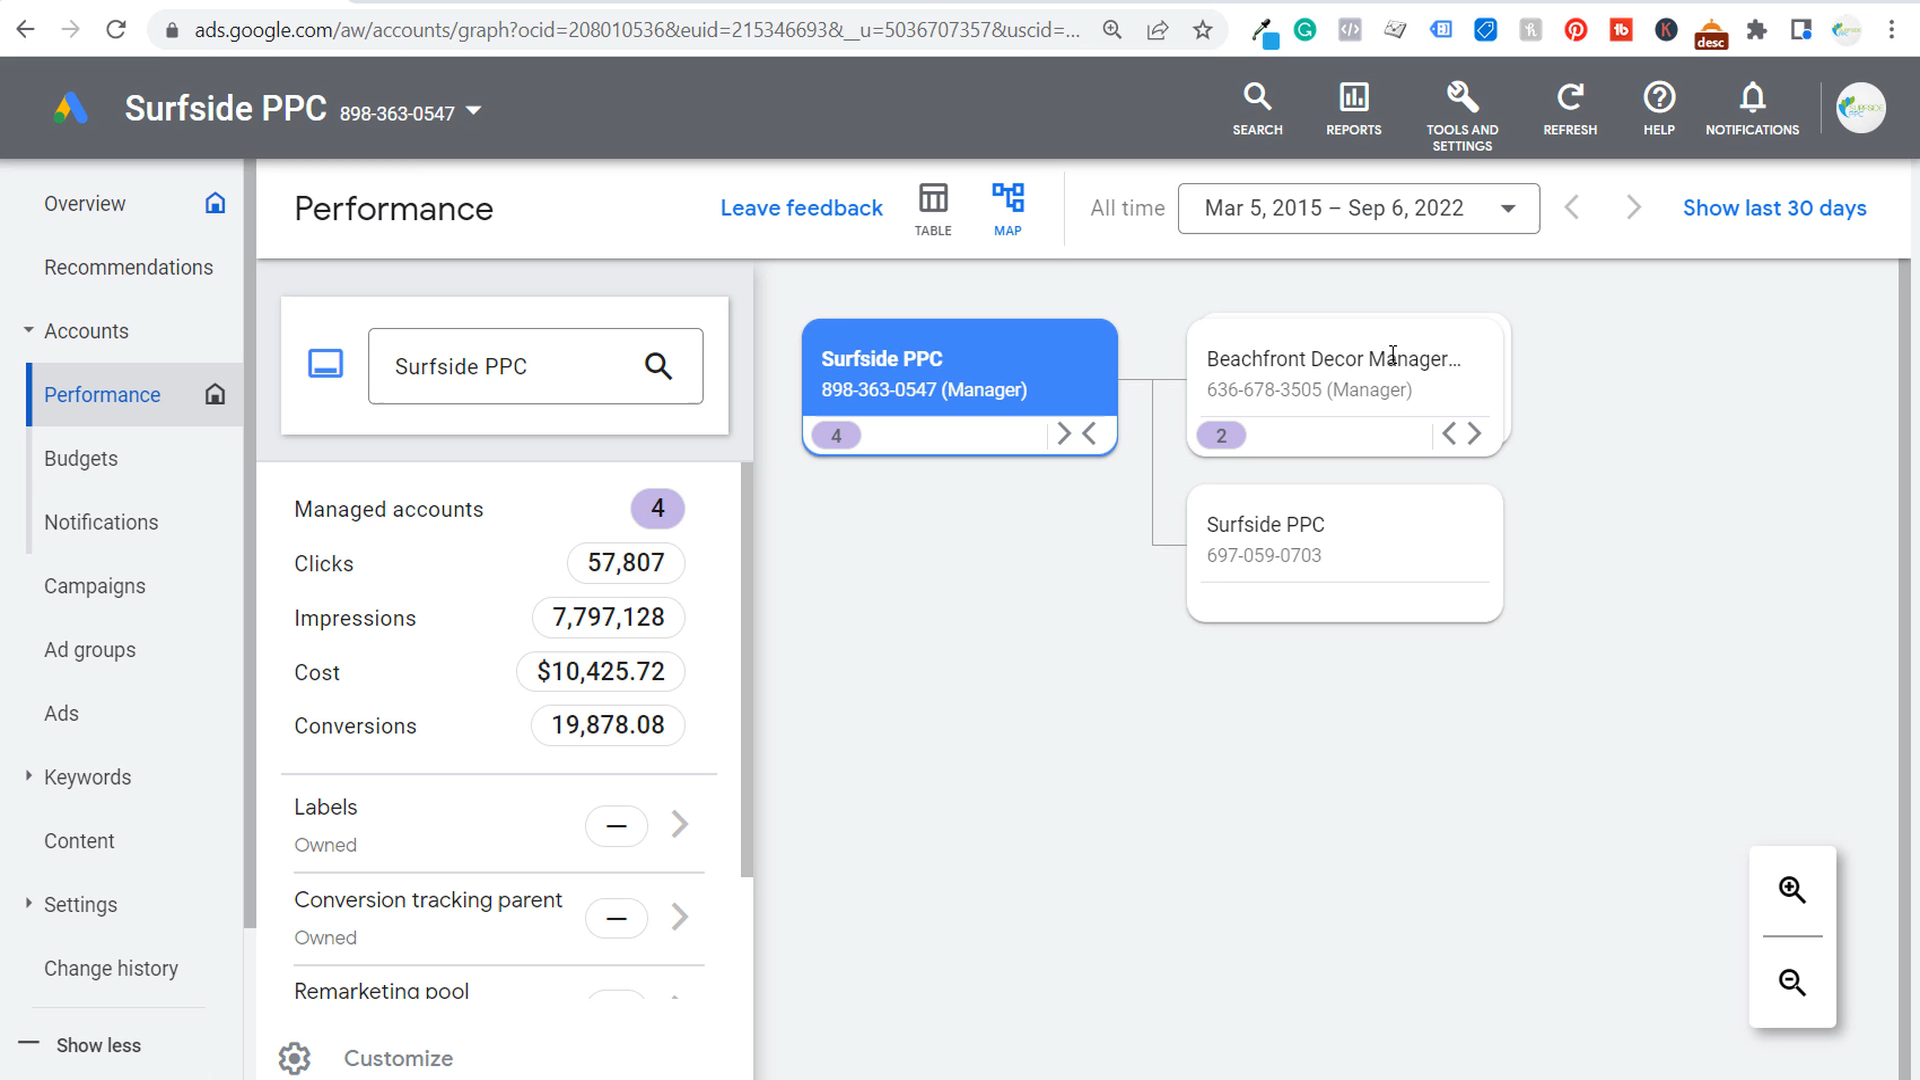 ads.google.com/aw/accounts/graph?ocid=208010536&euid=215346693&__u=5036707357&uscid=...
desc
Surfside PPC 898-363-0547
SEARCH
REPORTS
TOOLS AND
SETTINGS
REFRESH
HELP
NOTIFICATIONS
Overview
Recommendations
Accounts
Performance
Budgets
Notifications
Campaigns
Ad groups
Ads
Keywords
Content
Settings
Change history
Show less
Performance
Leave feedback
TABLE
MAP
All time
Mar 5, 2015 – Sep 6, 2022
Show last 30 days
Surfside PPC
Managed accounts 4
Clicks 57,807
Impressions 7,797,128
Cost $10,425.72
Conversions 19,878.08
Labels
Owned
—
Conversion tracking parent
Owned
—
Remarketing pool
Customize
Surfside PPC
898-363-0547 (Manager)
4
Beachfront Decor Manager...
636-678-3505 (Manager)
2
Surfside PPC
697-059-0703